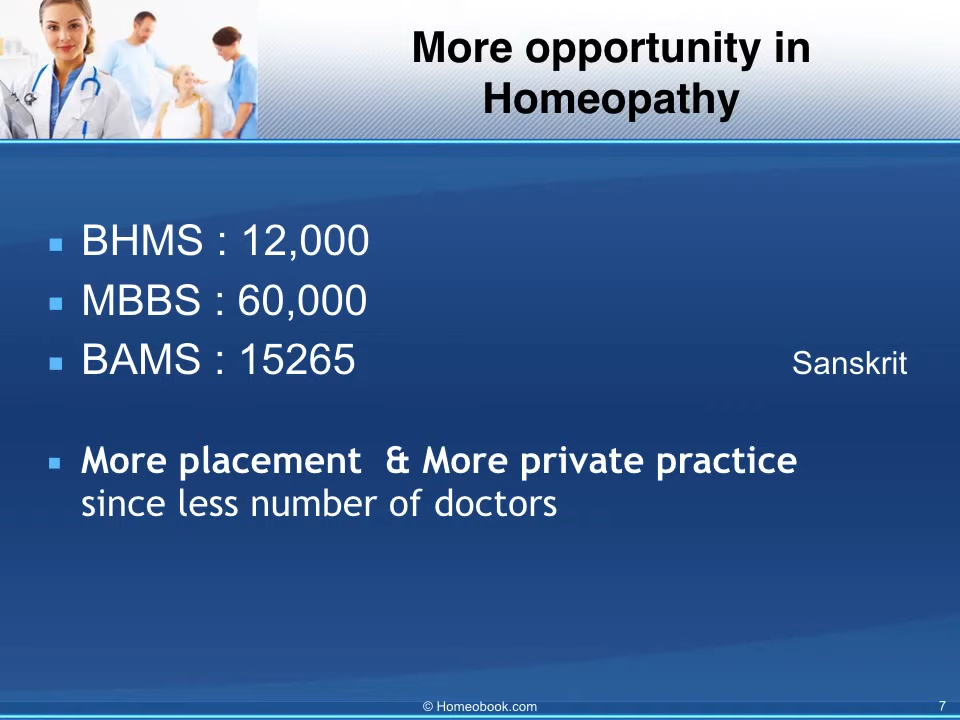 More opportunity in
Homeopathy
BHMS : 12,000
MBBS : 60,000
BAMS : 15265 Sanskrit
More placement  & More private practice
since less number of doctors
© Homeobook.com 7